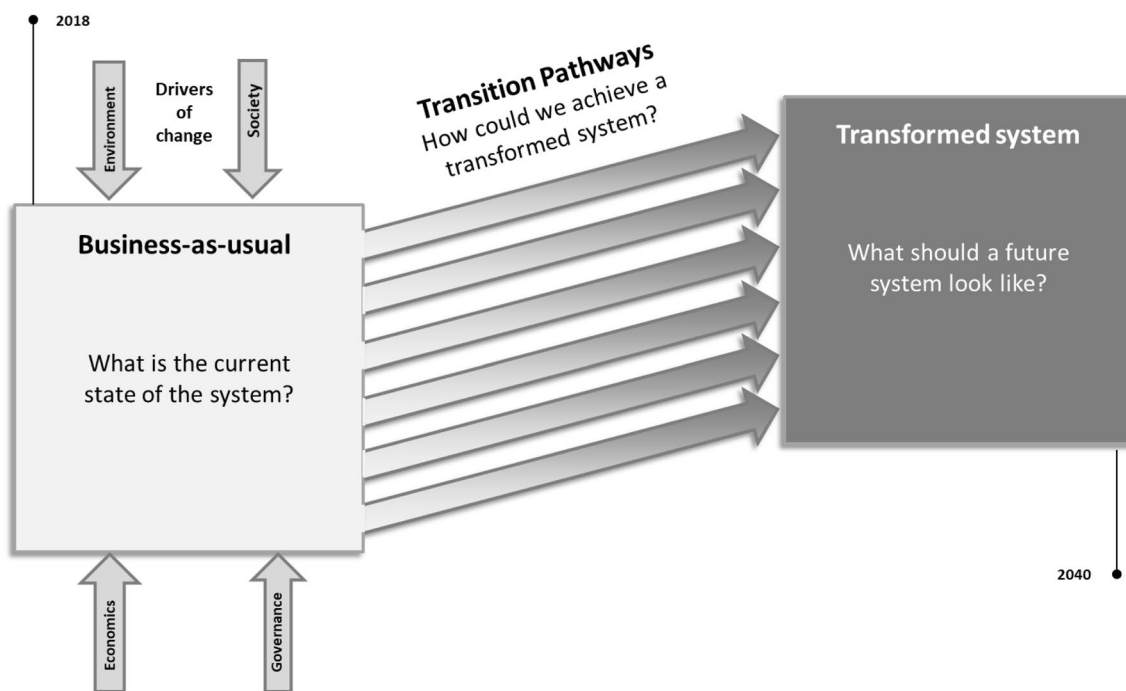 2018
Environment
Drivers
of
change
Society
Transition Pathways
How could we achieve a
transformed system?
Business-as-usual
What is the current
state of the system?
Economics
Governance
Transformed system
What should a future
system look like?
2040